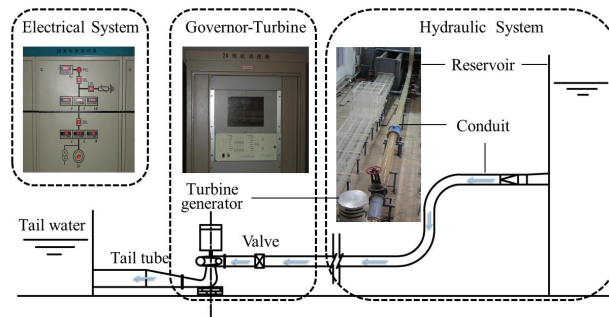 Electrical System
Governor-Turbine
Hydraulic System
Reservoir
Conduit
Turbine
generator
Valve
Tail water
Tail tube